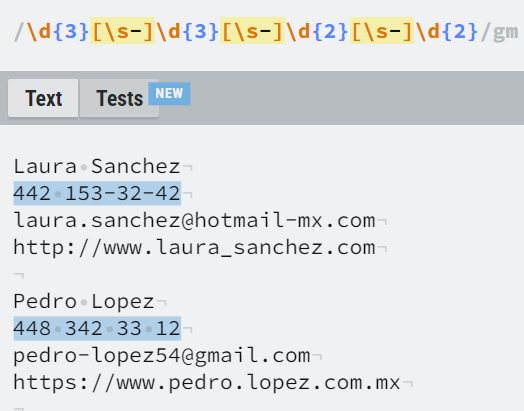 /\d{3}[\s-]\d{3}[\s-]\d{2}[\s-]\d{2}/gm
Text Tests NEW
Laura Sanchez
442 153-32-42
laura.sanchez@hotmail-mx.com
http://www.laura_sanchez.com
Pedro Lopez
448 342 33 12
pedro-lopez54@gmail.com
https://www.pedro.lopez.com.mx